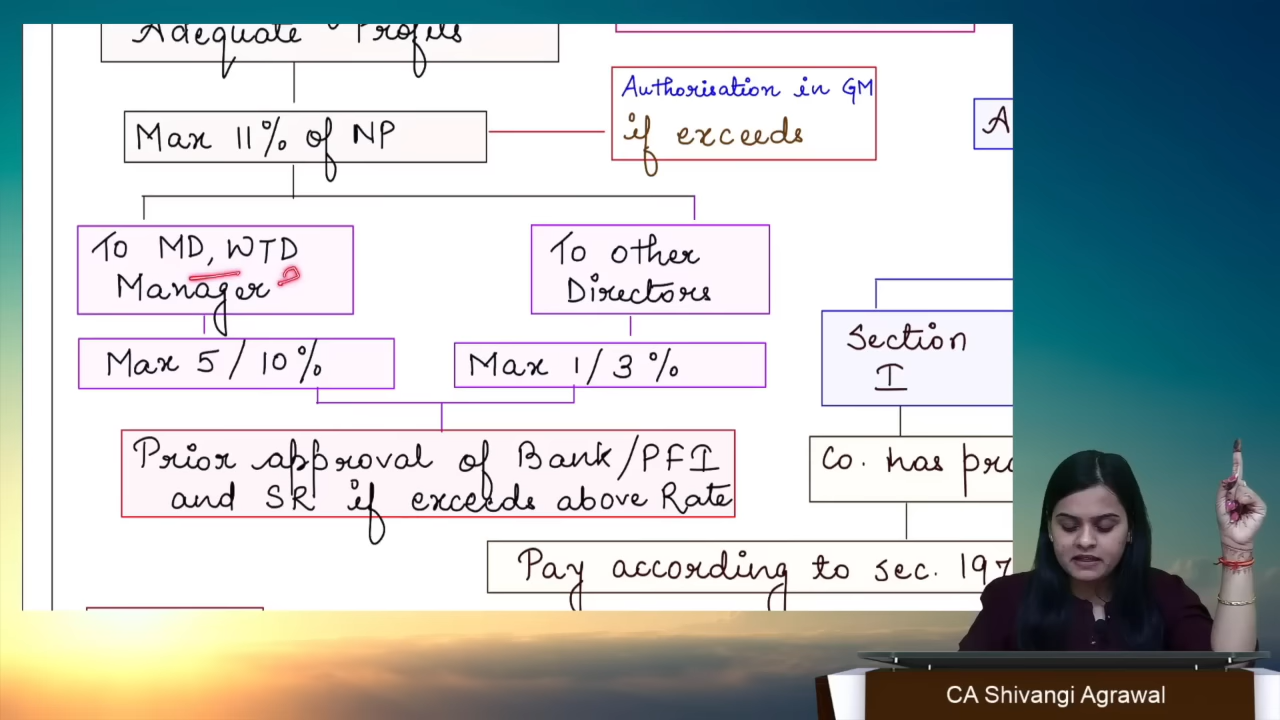 Adequate Profits
Authorisation in GM
if exceeds
Max 11% of NP
A
To MD, WTD
Manager
To other
Directors
Max 5/10%
Max 1/3%
Section
I
Prior approval of Bank/PFI
and SR if exceeds above Rate
Co. has pro
Pay according to sec. 197
CA Shivangi Agrawal